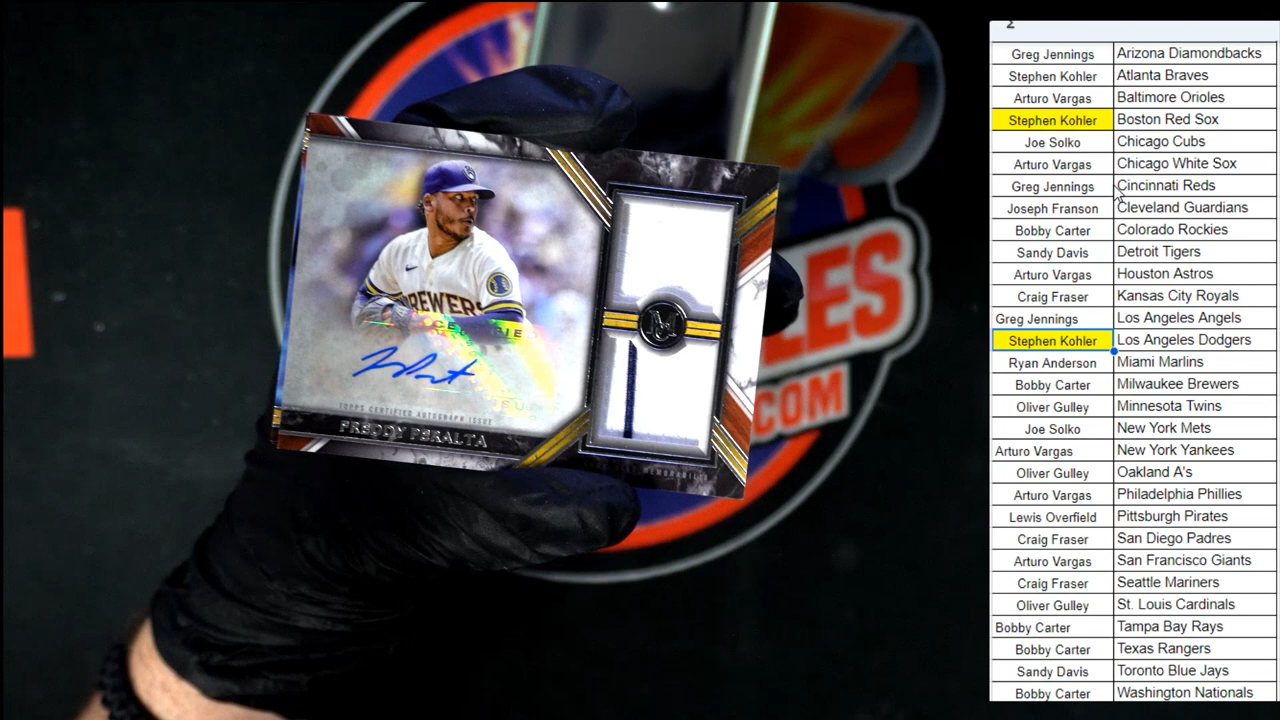 2
Greg Jennings Arizona Diamondbacks
Stephen Kohler Atlanta Braves
Arturo Vargas Baltimore Orioles
Stephen Kohler Boston Red Sox
Joe Solko Chicago Cubs
Arturo Vargas Chicago White Sox
Greg Jennings Cincinnati Reds
Joseph Franson Cleveland Guardians
Bobby Carter Colorado Rockies
Sandy Davis Detroit Tigers
Arturo Vargas Houston Astros
Craig Fraser Kansas City Royals
Greg Jennings Los Angeles Angels
Stephen Kohler Los Angeles Dodgers
Ryan Anderson Miami Marlins
Bobby Carter Milwaukee Brewers
Oliver Gulley Minnesota Twins
Joe Solko New York Mets
Arturo Vargas New York Yankees
Oliver Gulley Oakland A's
Arturo Vargas Philadelphia Phillies
Lewis Overfield Pittsburgh Pirates
Craig Fraser San Diego Padres
Arturo Vargas San Francisco Giants
Craig Fraser Seattle Mariners
Oliver Gulley St. Louis Cardinals
Bobby Carter Tampa Bay Rays
Bobby Carter Texas Rangers
Sandy Davis Toronto Blue Jays
Bobby Carter Washington Nationals
BREWERS
TOPPS CERTIFIED AUTOGRAPH ISSUE
FREDDY PERALTA
M
LES
.COM